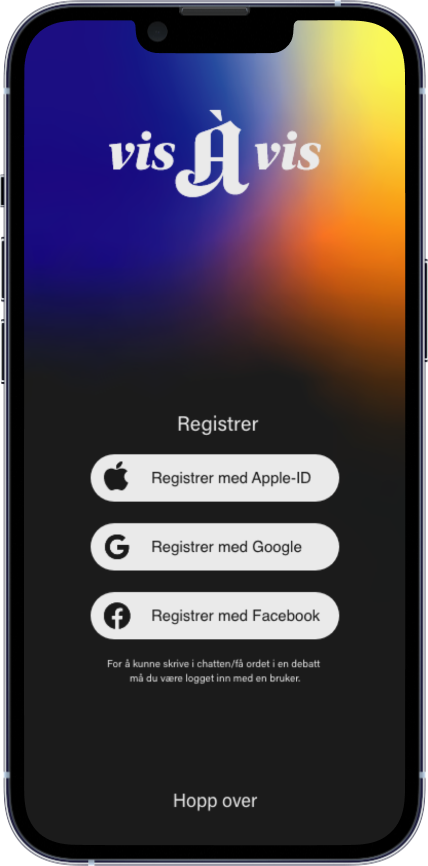 vis À vis
Registrer
Registrer med Apple-ID
Registrer med Google
Registrer med Facebook
For å kunne skrive i chatten/få ordet i en debatt
må du være logget inn med en bruker.
Hopp over